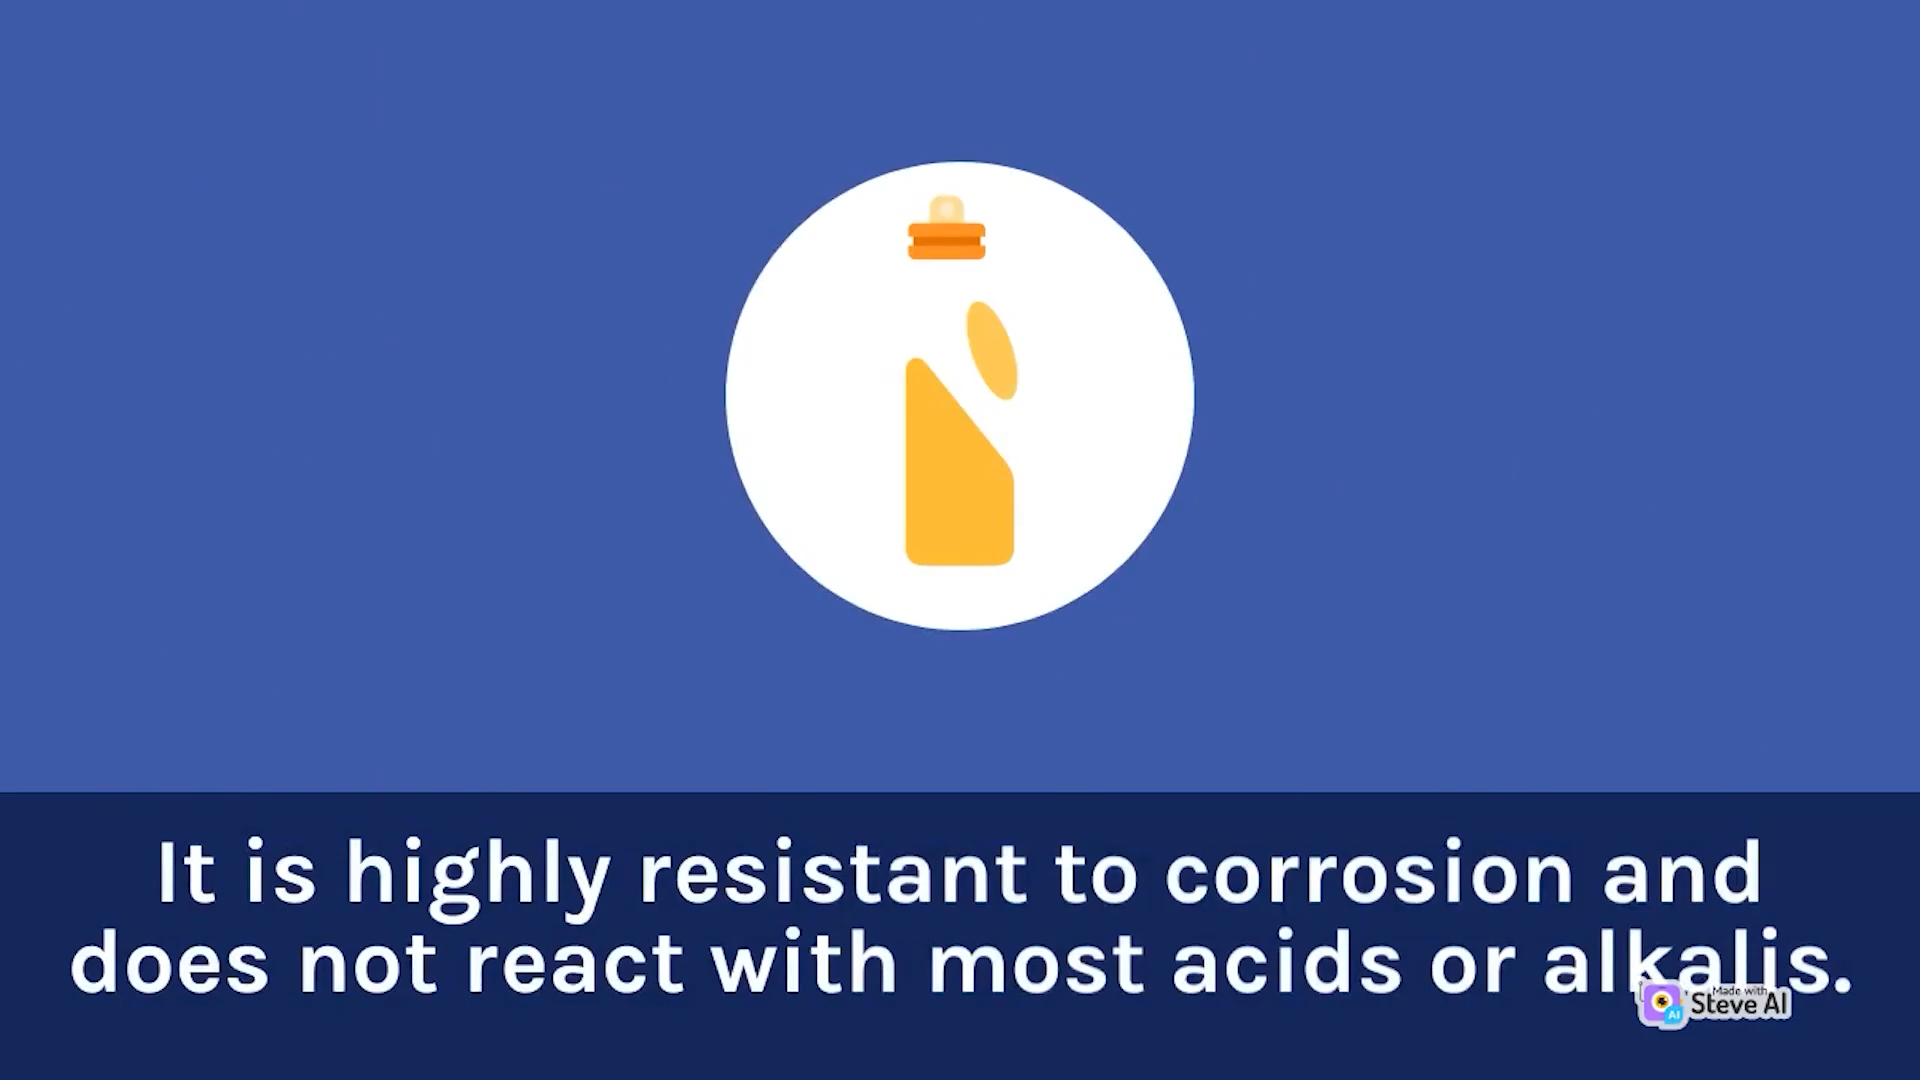 It is highly resistant to corrosion and
does not react with most acids or alkalis.
Made with
AI
Steve AI